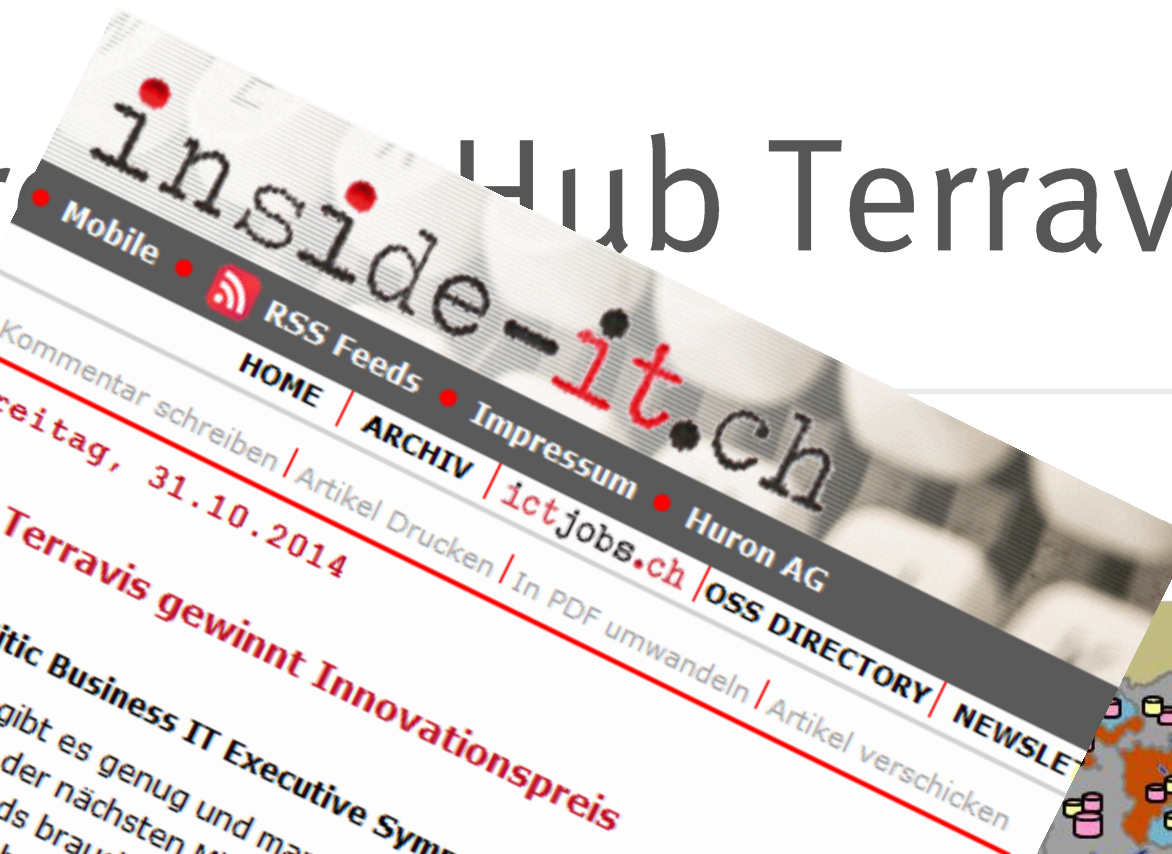 Hub Terrav
inside-it.ch
Mobile • RSS Feeds • Impressum • Huron AG
HOME | ARCHIV | ictjobs.ch | OSS DIRECTORY | NEWSLET
Kommentar schreiben | Artikel Drucken | In PDF umwandeln | Artikel verschicken
reitag, 31.10.2014
Terravis gewinnt Innovationspreis
itic Business IT Executive Symp
gibt es genug und ma
der nächsten
ds brau